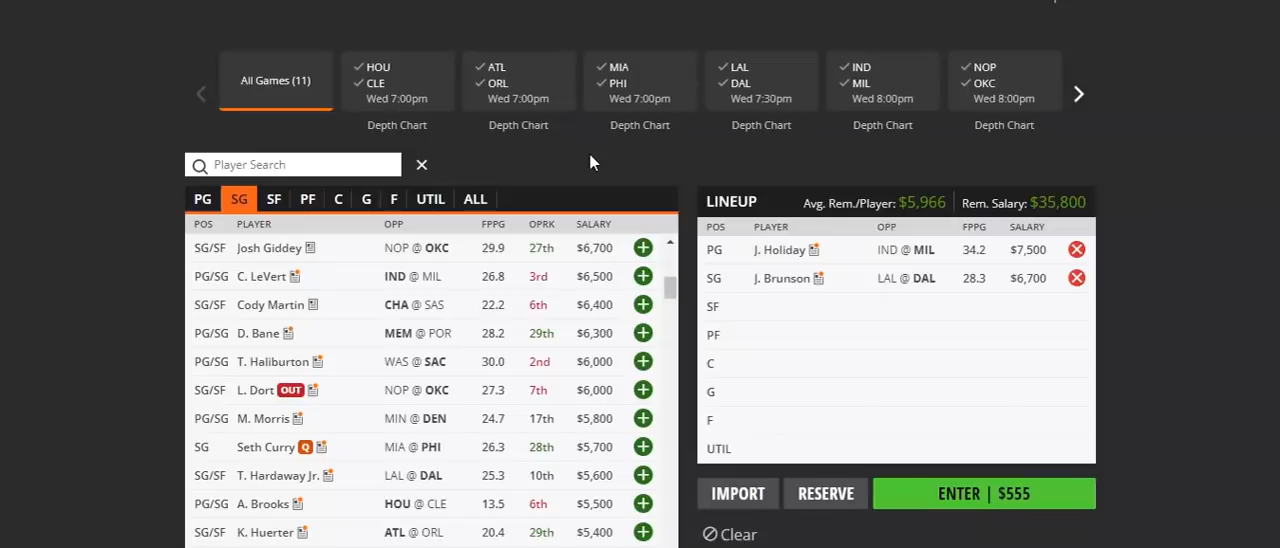 All Games (11)
HOU
CLE
Wed 7:00pm
ATL
ORL
Wed 7:00pm
MIA
PHI
Wed 7:00pm
LAL
DAL
Wed 7:30pm
IND
MIL
Wed 8:00pm
NOP
OKC
Wed 8:00pm
Depth Chart Depth Chart Depth Chart Depth Chart Depth Chart Depth Chart
Player Search
PG SG SF PF C G F UTIL ALL
POS PLAYER OPP FPPG OPRK SALARY
SG/SF Josh Giddey NOP @ OKC 29.9 27th $6,700
PG/SG C. LeVert IND @ MIL 26.8 3rd $6,500
SG/SF Cody Martin CHA @ SAS 22.2 6th $6,400
PG/SG D. Bane MEM @ POR 28.2 29th $6,300
PG/SG T. Haliburton WAS @ SAC 30.0 2nd $6,000
SG/SF L. Dort OUT NOP @ OKC 27.3 7th $6,000
PG/SG M. Morris MIN @ DEN 24.7 17th $5,800
SG Seth Curry Q MIA @ PHI 26.3 28th $5,700
SG/SF T. Hardaway Jr. LAL @ DAL 25.3 10th $5,600
PG/SG A. Brooks HOU @ CLE 13.5 6th $5,500
SG/SF K. Huerter ATL @ ORL 20.4 29th $5,400
LINEUP Avg. Rem./Player: $5,966 Rem. Salary: $35,800
POS PLAYER OPP FPPG SALARY
PG J. Holiday IND @ MIL 34.2 $7,500
SG J. Brunson LAL @ DAL 28.3 $6,700
SF
PF
C
G
F
UTIL
IMPORT RESERVE ENTER | $555
Clear